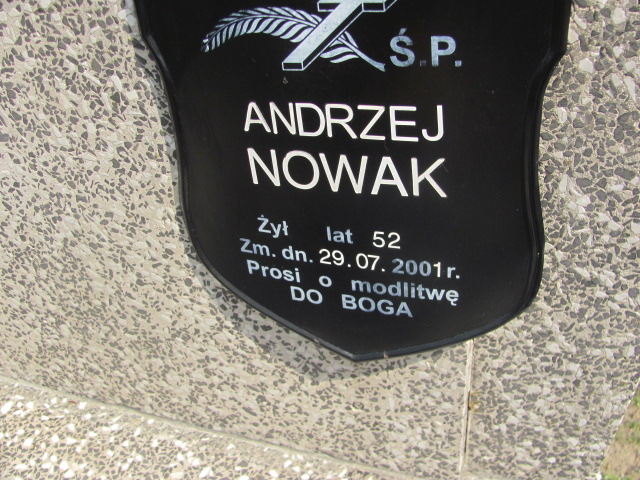 Ś.P.
ANDRZEJ
NOWAK
Żył lat 52
Zm. dn. 29.07.2001r.
Prosi o modlitwę
DO BOGA